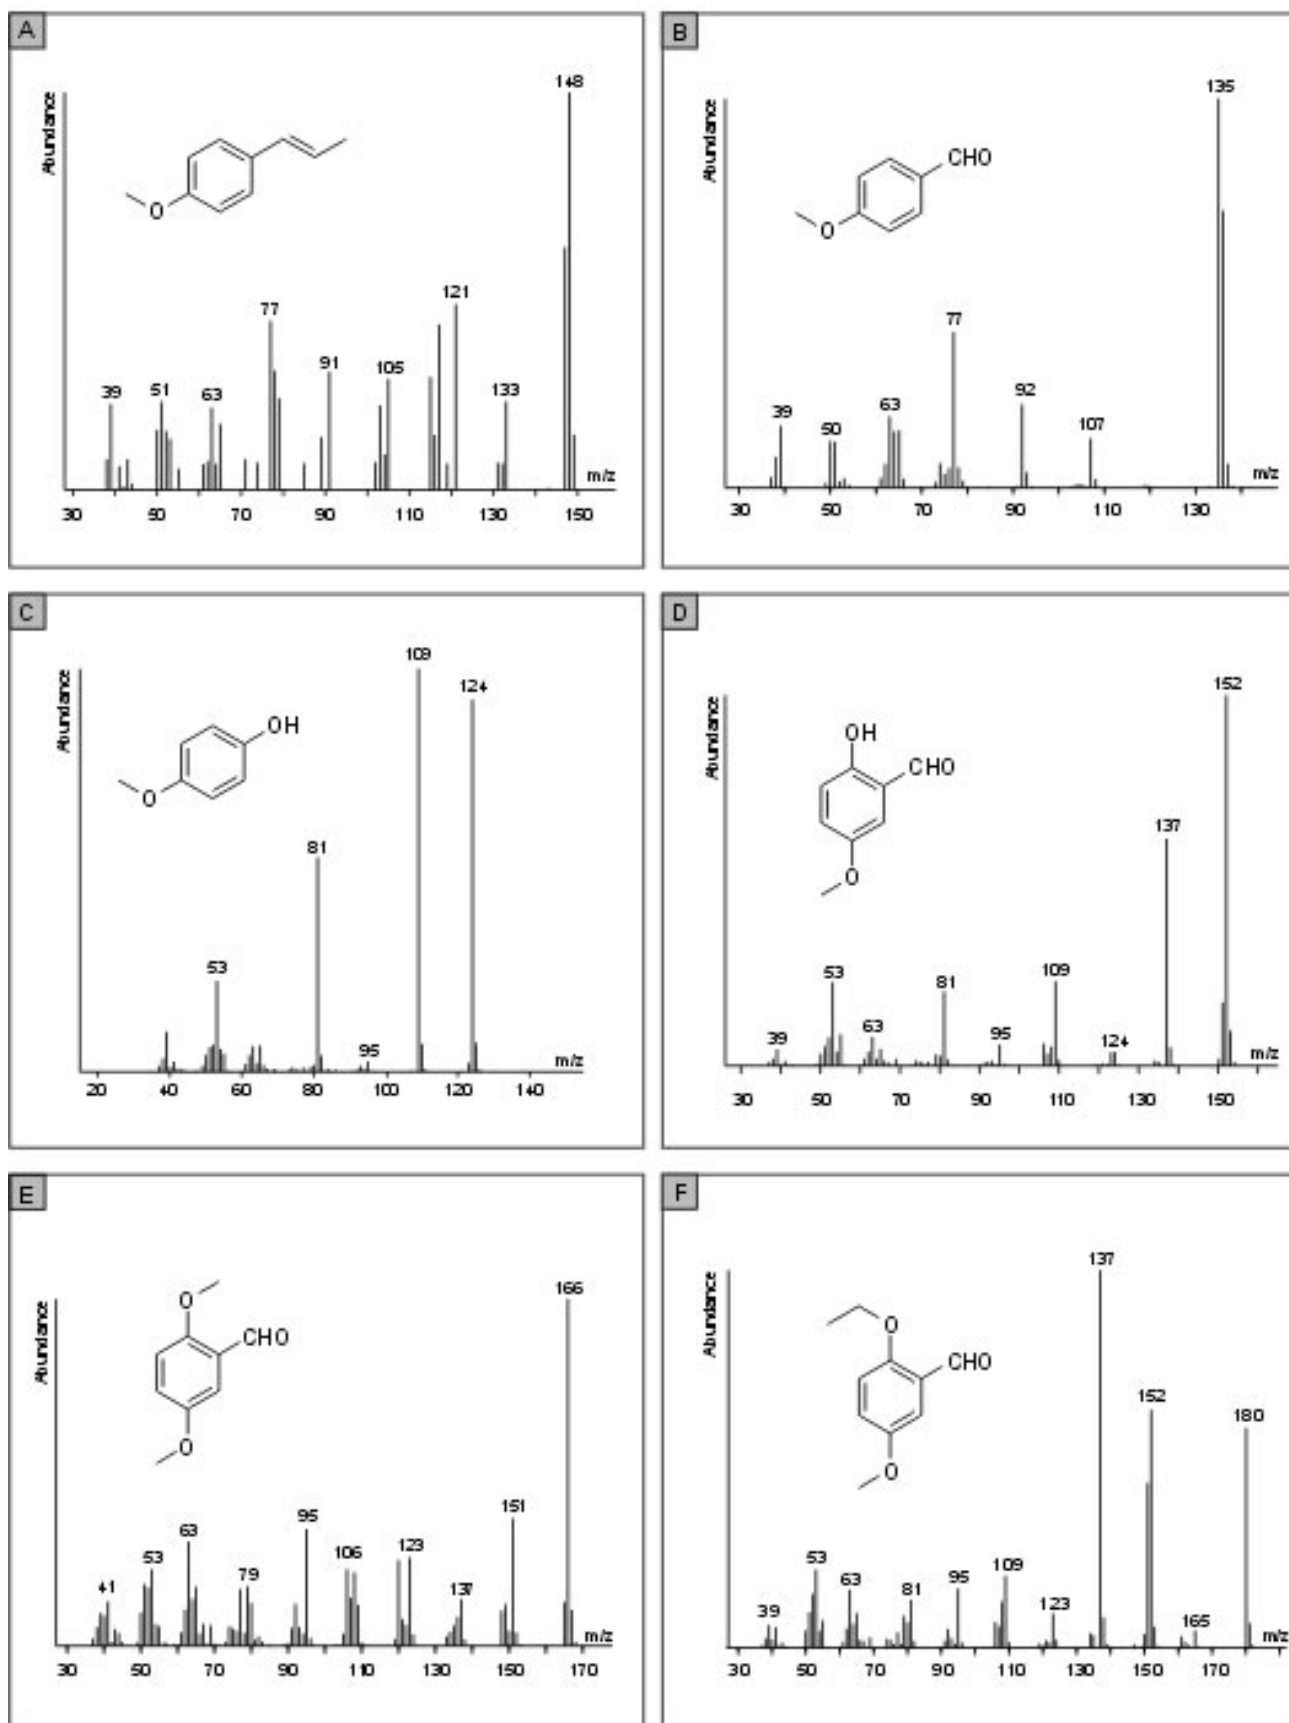 A
148
Abundance
O
77
121
91
105
39
51
63
133
m/z
30 50 70 90 110 130 150
B
135
Abundance
CHO
O
77
92
39
50
63
107
m/z
30 50 70 90 110 130
C
109
124
Abundance
OH
O
81
53
95
m/z
20 40 60 80 100 120 140
D
152
Abundance
OH
CHO
O
137
53
81
109
39
63
95
124
m/z
30 50 70 90 110 130 150
E
166
Abundance
O
CHO
O
151
95
63
106
123
53
79
41
137
m/z
30 50 70 90 110 130 150 170
F
137
Abundance
O
CHO
O
152
180
53
109
63
81
95
39
123
165
m/z
30 50 70 90 110 130 150 170